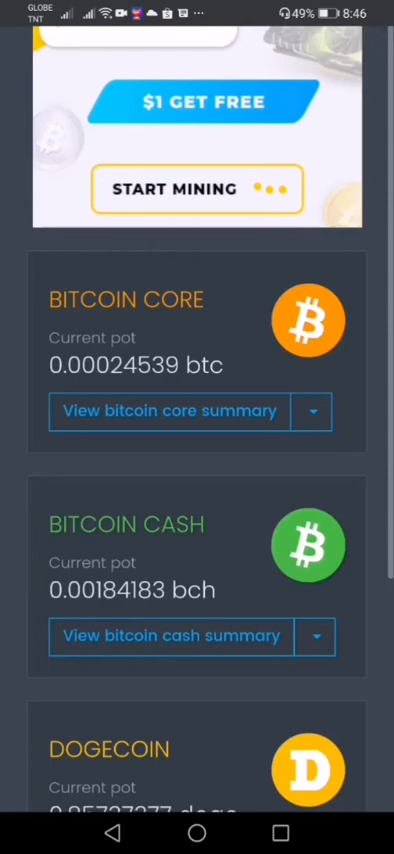 GLOBE
TNT
49%
8:46
$1 GET FREE
START MINING
BITCOIN CORE
Current pot
0.00024539 btc
View bitcoin core summary
BITCOIN CASH
Current pot
0.00184183 bch
View bitcoin cash summary
DOGECOIN
Current pot